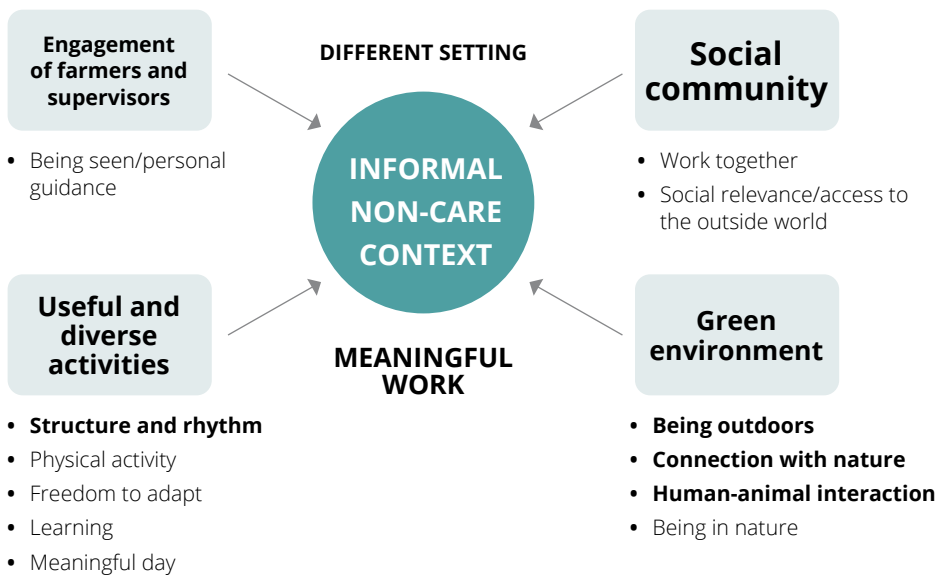 Engagement
of farmers and
supervisors
• Being seen/personal
guidance
DIFFERENT SETTING
Social
community
• Work together
• Social relevance/access to
the outside world
INFORMAL
NON-CARE
CONTEXT
Useful and
diverse
activities
• Structure and rhythm
• Physical activity
• Freedom to adapt
• Learning
• Meaningful day
MEANINGFUL
WORK
Green
environment
• Being outdoors
• Connection with nature
• Human-animal interaction
• Being in nature